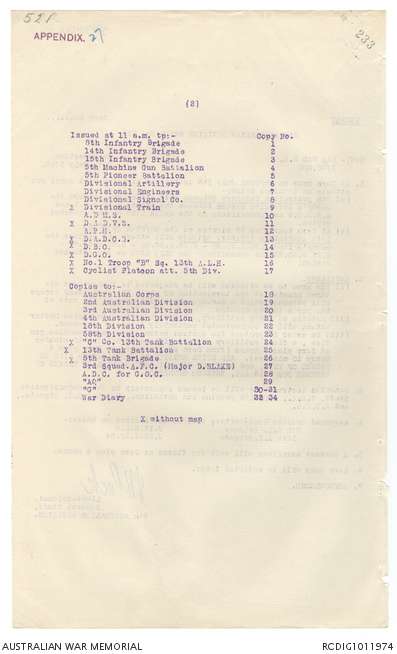 52F
APPENDIX. 27
233
(2)
Issued at 11 a.m. tp:- Copy No.
8th Infantry Brigade 1
14th Infantry Brigade 2
15th Infantry Brigade 3
5th Machine Gun Battalion 4
5th Pioneer Battalion 5
Divisional Artillery 6
Divisional Engineers 7
Divisional Signal Co. 8
X Divisional Train 9
A.D.M.S. 10
X D.A.D.V.S. 11
A.P.M. 12
X D.A.D.O.S. 13
X D.B.O. 14
X D.G.O. 15
X No.1 Troop "B" Sq. 13th A.L.H. 16
X Cyclist Platoon att. 5th Div. 17
Copies to:-
Australian Corps 18
2nd Australian Division 19
3rd Australian Division 20
4th Australian Division 21
18th Division 22
58th Division 23
X "C" Co. 13th Tank Battalion 24
X 13th Tank Battalion 25
X 5th Tank Brigade 26
3rd Squad. A.F.C. (Major D.BLAKE) 27
A.D.C. for G.O.C. 28
"AQ" 29
"G" 30-31
War Diary 32 34
X without map
AUSTRALIAN WAR MEMORIAL
RCDIG1011974